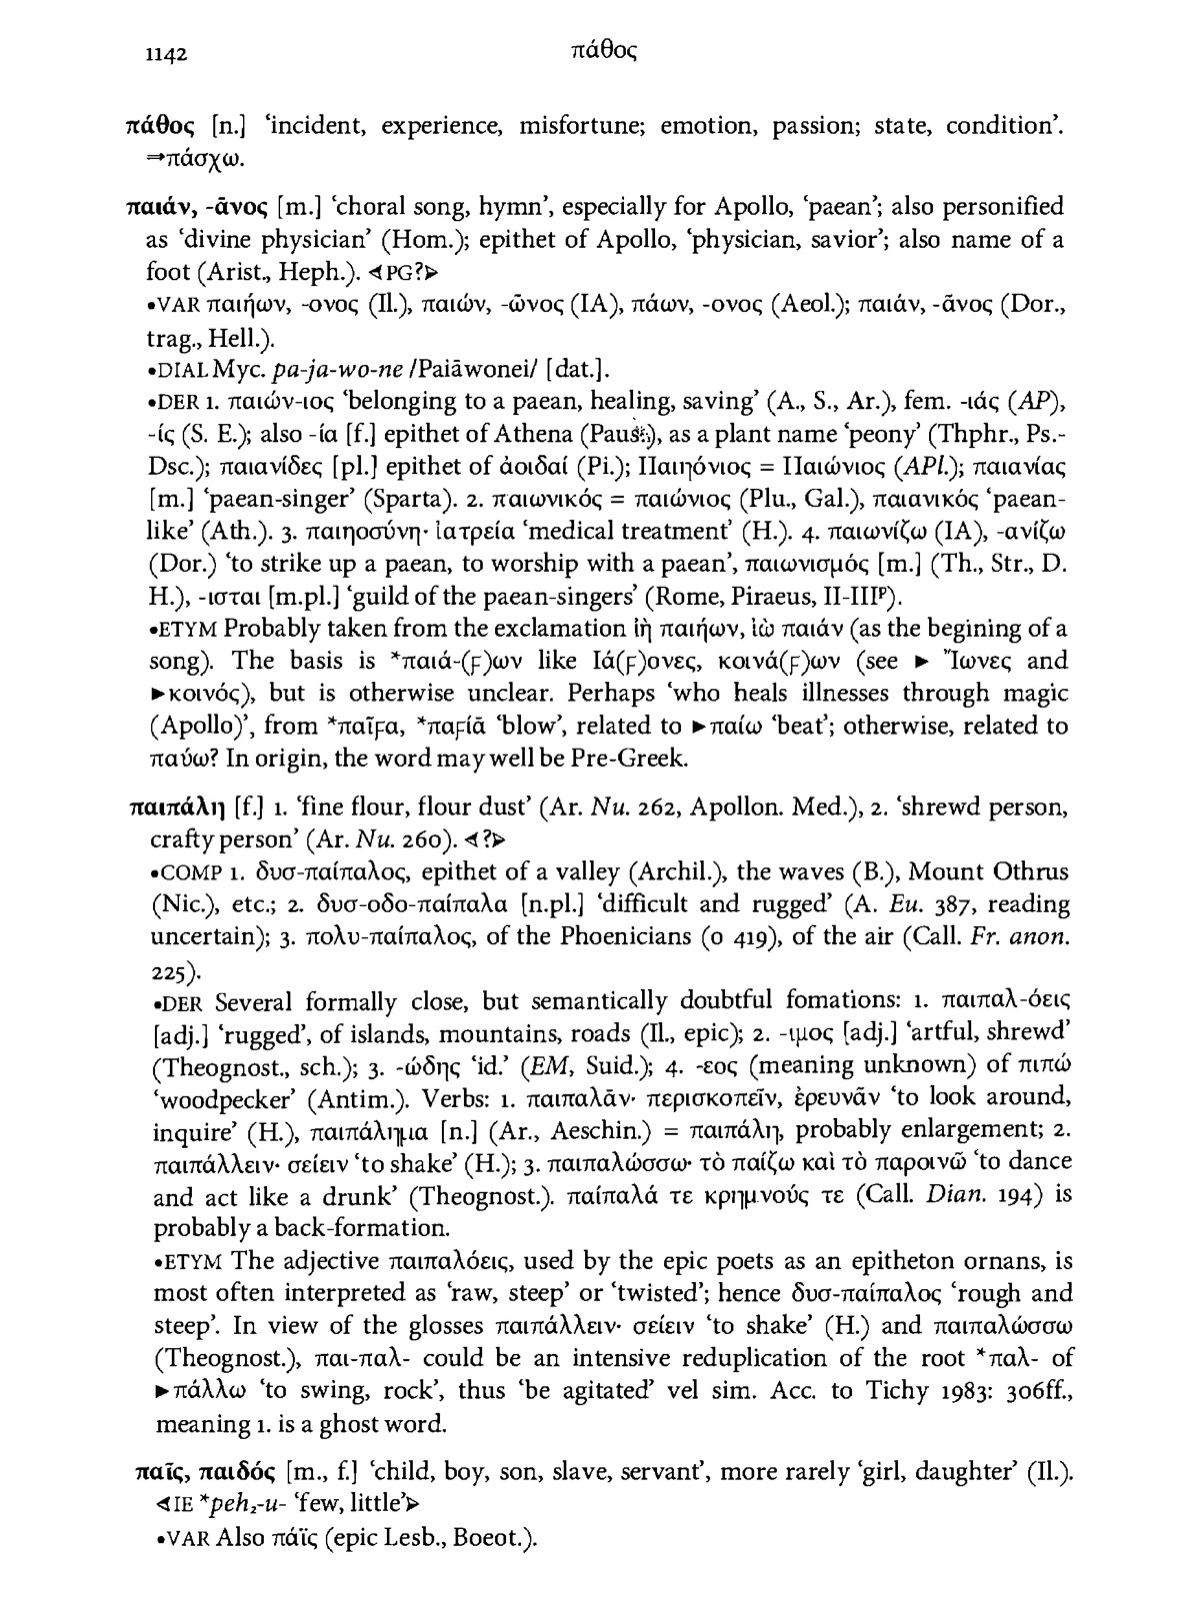 1142
πάθος
πάθος [n.] ‘incident, experience, misfortune; emotion, passion; state, condition’.
⇒πάσχω.
παιάν, -ᾶνος [m.] ‘choral song, hymn’, especially for Apollo, ‘paean’; also personified
as ‘divine physician’ (Hom.); epithet of Apollo, ‘physician, savior’; also name of a
foot (Arist., Heph.). ⊲PG?⊳
•VAR παιήων, -ονος (Il.), παιών, -ῶνος (IA), πάων, -ονος (Aeol.); παιάν, -ᾶνος (Dor.,
trag., Hell.).
•DIAL Myc. pa-ja-wo-ne /Paiāwonei/ [dat.].
•DER 1. παιών-ιος ‘belonging to a paean, healing, saving’ (A., S., Ar.), fem. -ιάς (AP),
-ίς (S. E.); also -ία [f.] epithet of Athena (Paus.), as a plant name ‘peony’ (Thphr., Ps.-
Dsc.); παιανίδες [pl.] epithet of ἀοιδαί (Pi.); Παιηόνιος = Παιώνιος (APl.); παιανίας
[m.] ‘paean-singer’ (Sparta). 2. παιωνικός = παιώνιος (Plu., Gal.), παιανικός ‘paean-
like’ (Ath.). 3. παιηοσύνη· ἰατρεία ‘medical treatment’ (H.). 4. παιωνίζω (IA), -ανίζω
(Dor.) ‘to strike up a paean, to worship with a paean’, παιωνισμός [m.] (Th., Str., D.
H.), -ισται [m.pl.] ‘guild of the paean-singers’ (Rome, Piraeus, II-IIIᵖ).
•ETYM Probably taken from the exclamation ἰὴ παιήων, ἰὼ παιάν (as the begining of a
song). The basis is *παιά-(ϝ)ων like Ιά(ϝ)ονες, κοινά(ϝ)ων (see ► Ἴωνες and
►κοινός), but is otherwise unclear. Perhaps ‘who heals illnesses through magic
(Apollo)’, from *παῖϝα, *παϝίᾱ ‘blow’, related to ►παίω ‘beat’; otherwise, related to
παύω? In origin, the word may well be Pre-Greek.
παιπάλη [f.] 1. ‘fine flour, flour dust’ (Ar. Nu. 262, Apollon. Med.), 2. ‘shrewd person,
crafty person’ (Ar. Nu. 260). ⊲?⊳
•COMP 1. δυσ-παίπαλος, epithet of a valley (Archil.), the waves (B.), Mount Othrus
(Nic.), etc.; 2. δυσ-οδο-παίπαλα [n.pl.] ‘difficult and rugged’ (A. Eu. 387, reading
uncertain); 3. πολυ-παίπαλος, of the Phoenicians (ο 419), of the air (Call. Fr. anon.
225).
•DER Several formally close, but semantically doubtful fomations: 1. παιπαλ-όεις
[adj.] ‘rugged’, of islands, mountains, roads (Il., epic); 2. -ιμος [adj.] ‘artful, shrewd’
(Theognost., sch.); 3. -ώδης ‘id.’ (EM, Suid.); 4. -εος (meaning unknown) of πιπώ
‘woodpecker’ (Antim.). Verbs: 1. παιπαλᾶν· περισκοπεῖν, ἐρευνᾶν ‘to look around,
inquire’ (H.), παιπάλημα [n.] (Ar., Aeschin.) = παιπάλη, probably enlargement; 2.
παιπάλλειν· σείειν ‘to shake’ (H.); 3. παιπαλώσσω· τὸ παίζω καὶ τὸ παροινῶ ‘to dance
and act like a drunk’ (Theognost.). παίπαλά τε κρημνούς τε (Call. Dian. 194) is
probably a back-formation.
•ETYM The adjective παιπαλόεις, used by the epic poets as an epitheton ornans, is
most often interpreted as ‘raw, steep’ or ‘twisted’; hence δυσ-παίπαλος ‘rough and
steep’. In view of the glosses παιπάλλειν· σείειν ‘to shake’ (H.) and παιπαλώσσω
(Theognost.), παι-παλ- could be an intensive reduplication of the root *παλ- of
►πάλλω ‘to swing, rock’, thus ‘be agitated’ vel sim. Acc. to Tichy 1983: 306ff.,
meaning 1. is a ghost word.
παῖς, παιδός [m., f.] ‘child, boy, son, slave, servant’, more rarely ‘girl, daughter’ (Il.).
⊲IE *peh₂-u- ‘few, little’⊳
•VAR Also πάϊς (epic Lesb., Boeot.).